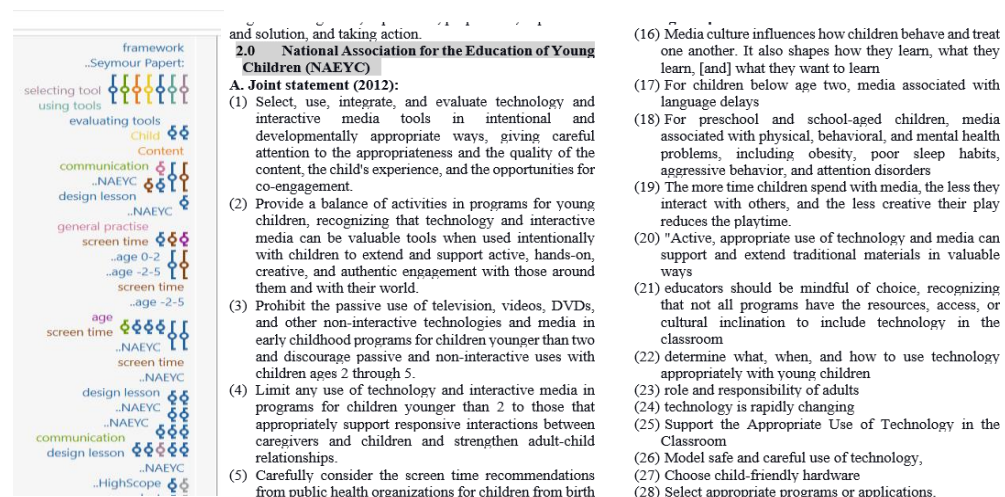 framework
..Seymour Papert:
selecting tool
using tools
evaluating tools
Child
Content
communication
..NAEYC
design lesson
..NAEYC
general practise
screen time
..age 0-2
..age -2-5
screen time
..age -2-5
age
screen time
..NAEYC
screen time
..NAEYC
design lesson
..NAEYC
..NAEYC
communication
design lesson
..NAEYC
..HighScope
and solution, and taking action.
2.0 National Association for the Education of Young
Children (NAEYC)
A. Joint statement (2012):
(1) Select, use, integrate, and evaluate technology and
interactive media tools in intentional and
developmentally appropriate ways, giving careful
attention to the appropriateness and the quality of the
content, the child's experience, and the opportunities for
co-engagement.
(2) Provide a balance of activities in programs for young
children, recognizing that technology and interactive
media can be valuable tools when used intentionally
with children to extend and support active, hands-on,
creative, and authentic engagement with those around
them and with their world.
(3) Prohibit the passive use of television, videos, DVDs,
and other non-interactive technologies and media in
early childhood programs for children younger than two
and discourage passive and non-interactive uses with
children ages 2 through 5.
(4) Limit any use of technology and interactive media in
programs for children younger than 2 to those that
appropriately support responsive interactions between
caregivers and children and strengthen adult-child
relationships.
(5) Carefully consider the screen time recommendations
from public health organizations for children from birth
(16) Media culture influences how children behave and treat
one another. It also shapes how they learn, what they
learn, [and] what they want to learn
(17) For children below age two, media associated with
language delays
(18) For preschool and school-aged children, media
associated with physical, behavioral, and mental health
problems, including obesity, poor sleep habits,
aggressive behavior, and attention disorders
(19) The more time children spend with media, the less they
interact with others, and the less creative their play
reduces the playtime.
(20) "Active, appropriate use of technology and media can
support and extend traditional materials in valuable
ways
(21) educators should be mindful of choice, recognizing
that not all programs have the resources, access, or
cultural inclination to include technology in the
classroom
(22) determine what, when, and how to use technology
appropriately with young children
(23) role and responsibility of adults
(24) technology is rapidly changing
(25) Support the Appropriate Use of Technology in the
Classroom
(26) Model safe and careful use of technology,
(27) Choose child-friendly hardware
(28) Select appropriate programs or applications.